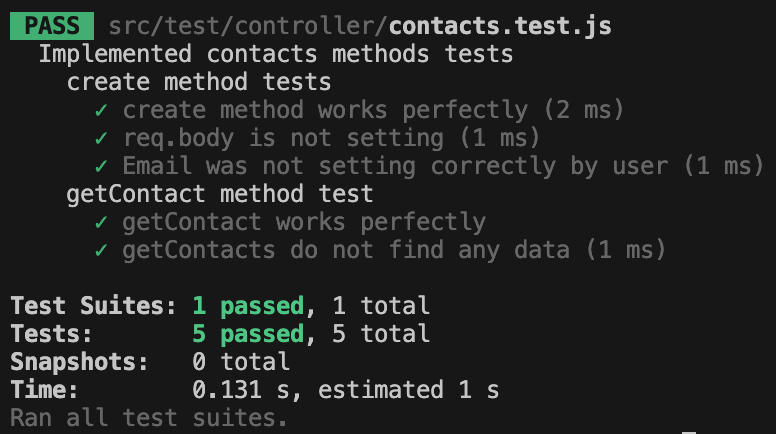 PASS src/test/controller/contacts.test.js
Implemented contacts methods tests
create method tests
✓ create method works perfectly (2 ms)
✓ req.body is not setting (1 ms)
✓ Email was not setting correctly by user (1 ms)
getContact method test
✓ getContact works perfectly
✓ getContacts do not find any data (1 ms)
Test Suites: 1 passed, 1 total
Tests: 5 passed, 5 total
Snapshots: 0 total
Time: 0.131 s, estimated 1 s
Ran all test suites.